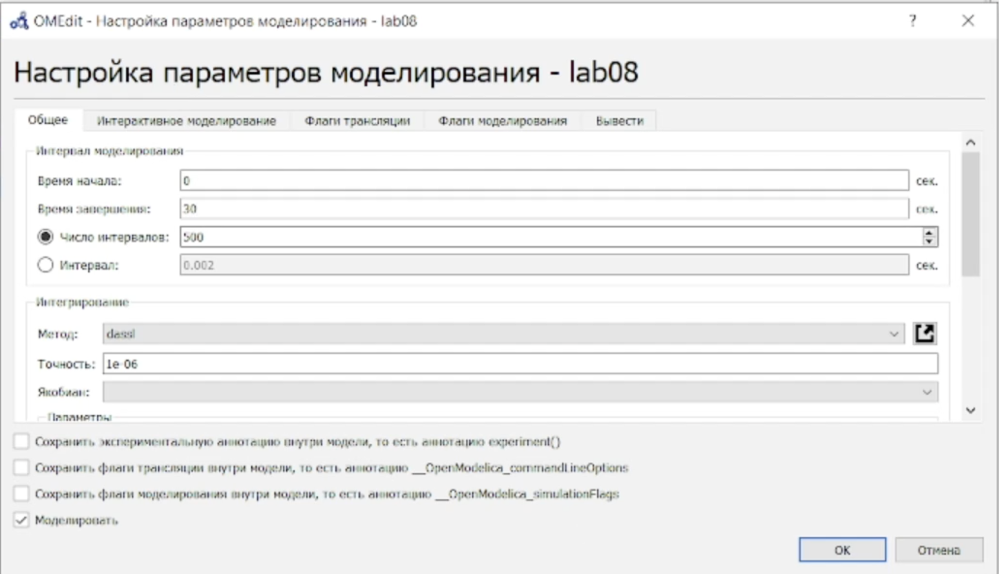 OMEdit - Настройка параметров моделирования - lab08
?
Настройка параметров моделирования - lab08
Общее Интерактивное моделирование Флаги трансляции Флаги моделирования Вывести
Интервал моделирования
Время начала: 0 сек.
Время завершения: 30 сек.
Число интервалов: 500
Интервал: 0.002 сек.
Интегрирование
Метод: dassl
Точность: 1e-06
Якобиан:
Параметры
Сохранить экспериментальную аннотацию внутри модели, то есть аннотацию experiment()
Сохранить флаги трансляции внутри модели, то есть аннотацию __OpenModelica_commandLineOptions
Сохранить флаги моделирования внутри модели, то есть аннотацию __OpenModelica_simulationFlags
Моделировать
OK Отмена